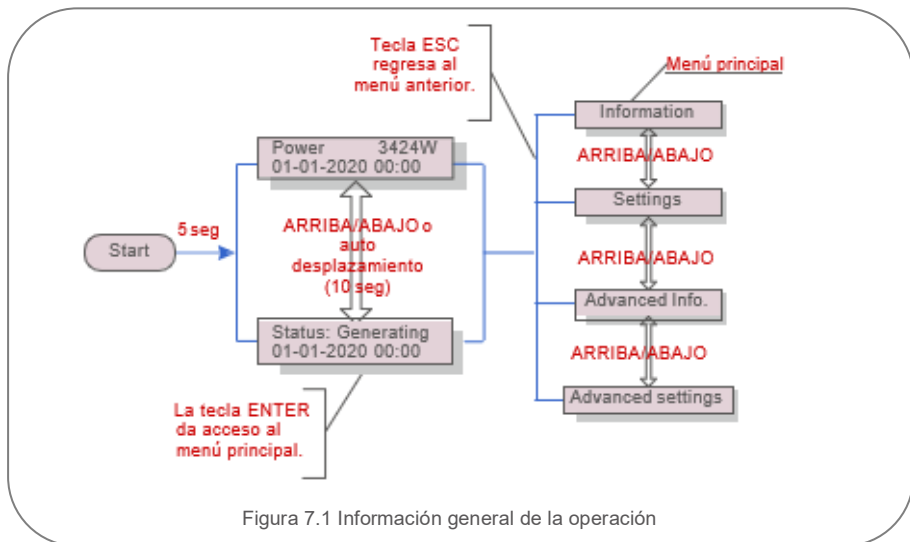 Tecla ESC
regresa al
menú anterior.
Menú principal
Information
Power 3424W
01-01-2020 00:00
ARRIBA/ABAJO
Settings
5 seg
ARRIBA/ABAJO o
auto
desplazamiento
(10 seg)
Start
ARRIBA/ABAJO
Advanced Info.
Status: Generating
01-01-2020 00:00
ARRIBA/ABAJO
Advanced settings
La tecla ENTER
da acceso al
menú principal.
Figura 7.1 Información general de la operación